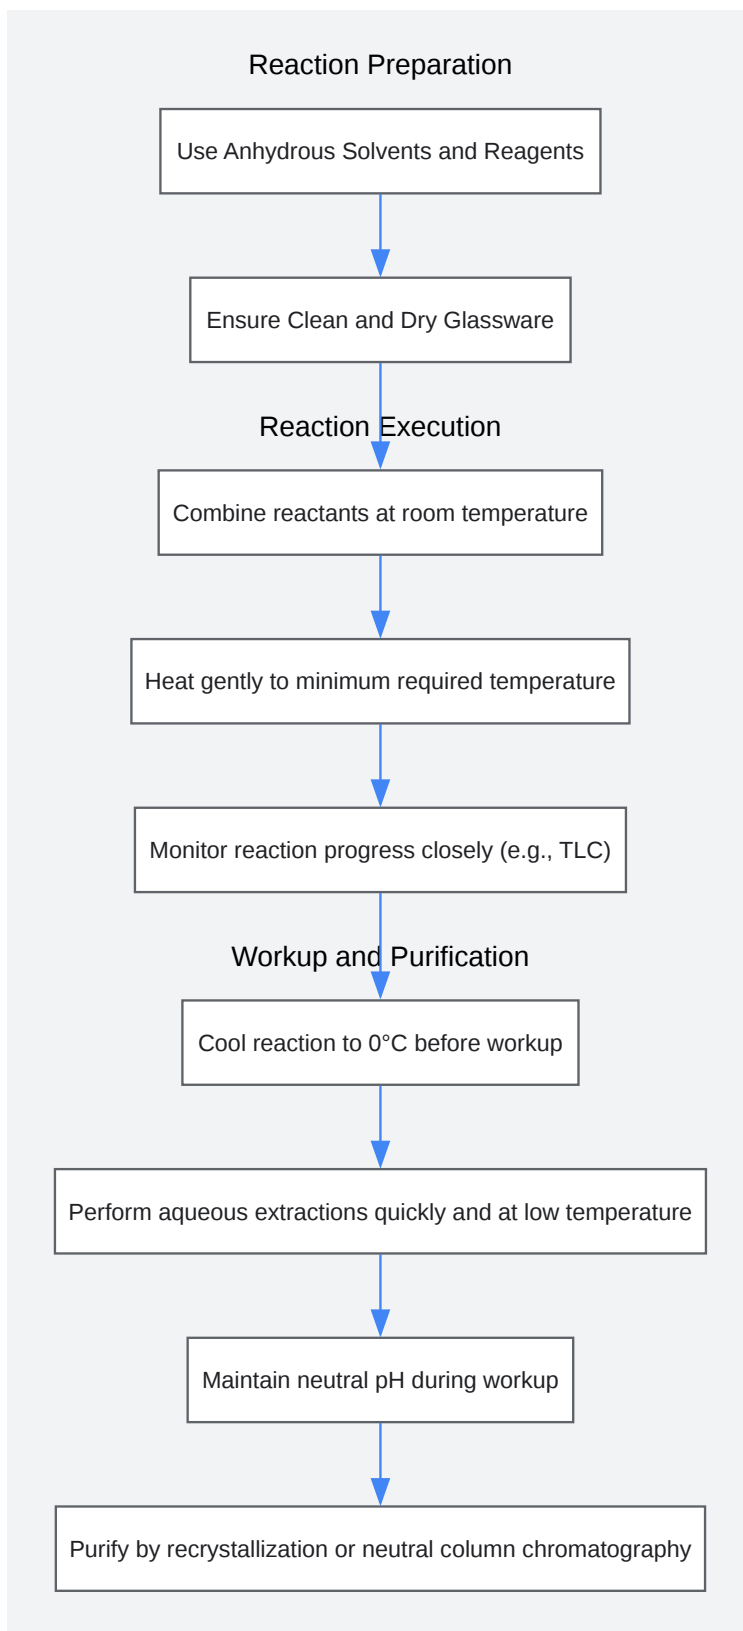 Reaction Preparation
Use Anhydrous Solvents and Reagents
Ensure Clean and Dry Glassware
Reaction Execution
Combine reactants at room temperature
Heat gently to minimum required temperature
Monitor reaction progress closely (e.g., TLC)
Workup and Purification
Cool reaction to 0°C before workup
Perform aqueous extractions quickly and at low temperature
Maintain neutral pH during workup
Purify by recrystallization or neutral column chromatography